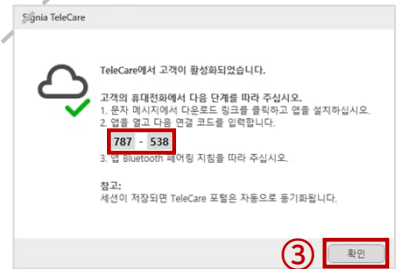 Signia TeleCare
TeleCare에서 고객이 활성화되었습니다.
고객의 휴대전화에서 다음 단계를 따라 주십시오.
1. 문자 메시지에서 다운로드 링크를 클릭하고 앱을 설치하십시오.
2. 앱을 열고 다음 연결 코드를 입력합니다.
787 - 538
3. 앱 Bluetooth 페어링 지침을 따라 주십시오.
참고:
세션이 저장되면 TeleCare 포털은 자동으로 동기화됩니다.
③ 확인